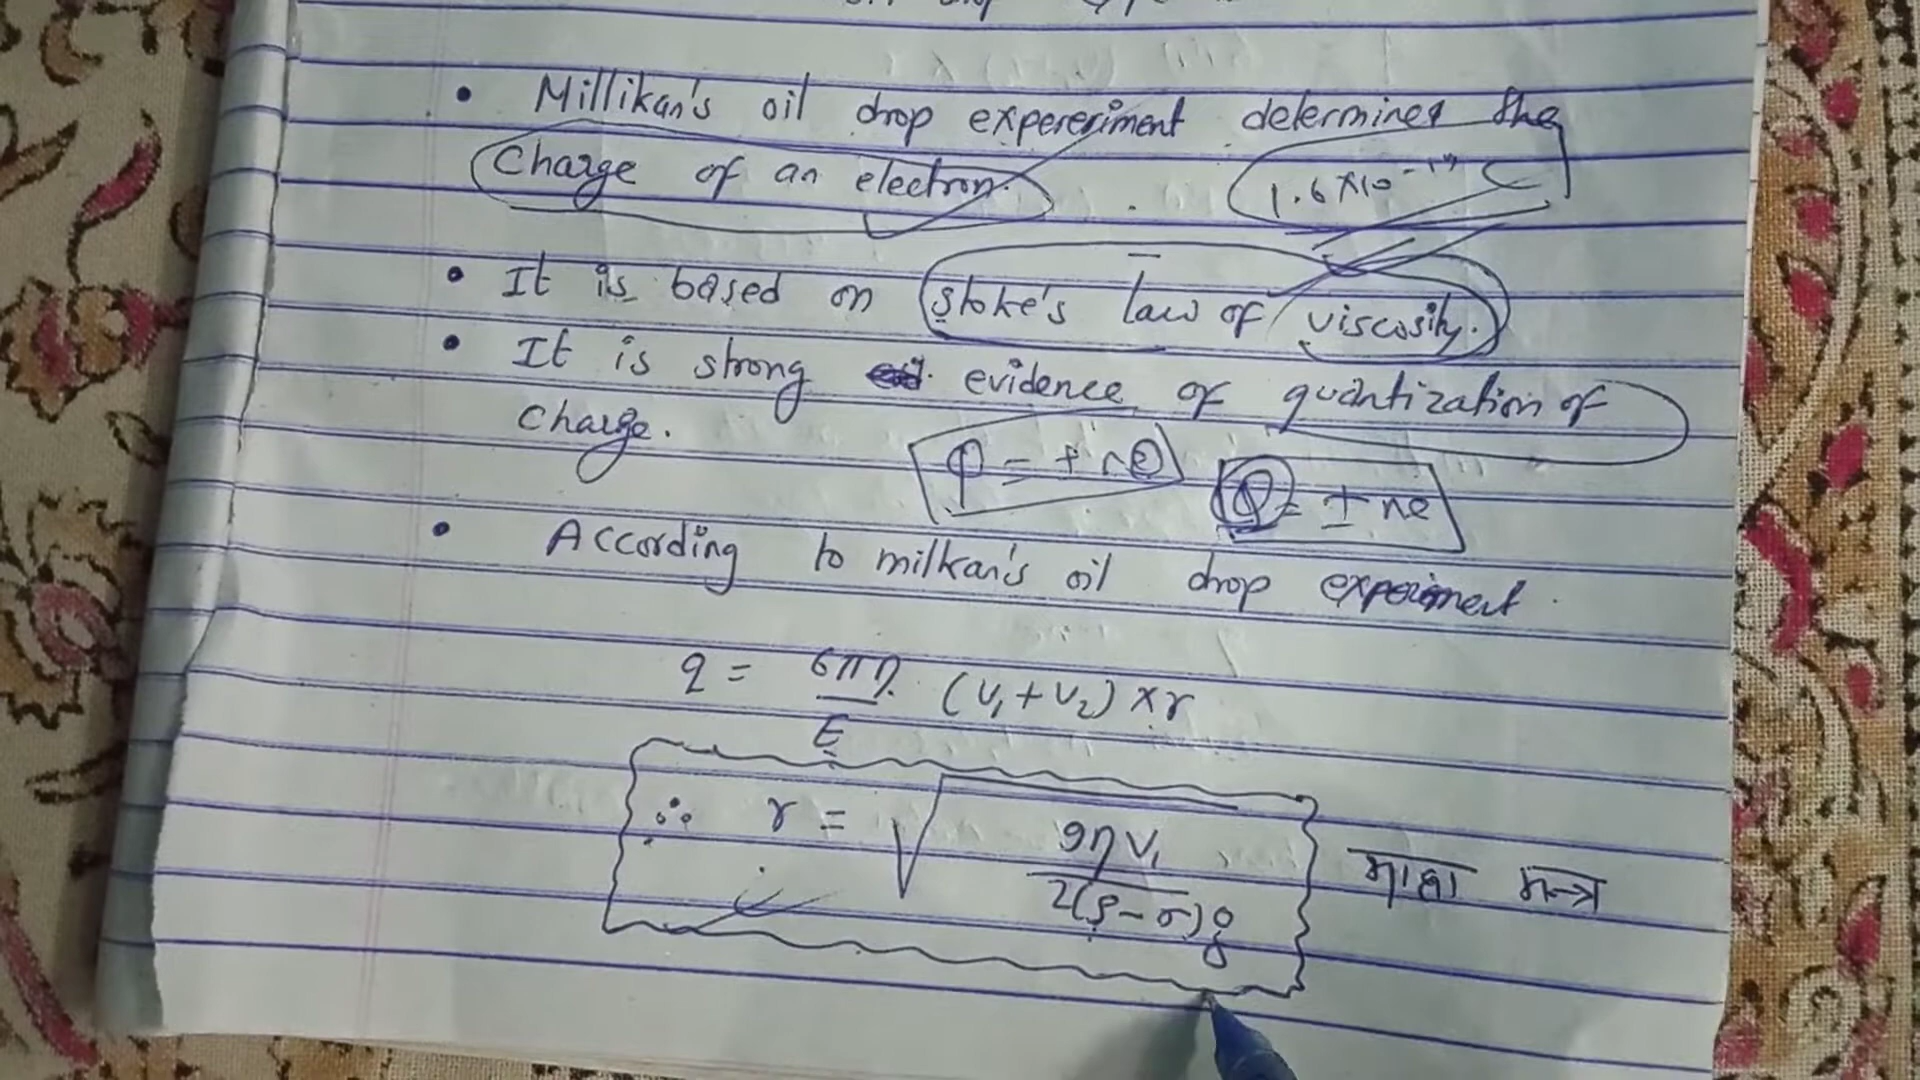 • Millikan's oil drop expereriment determines the
charge of an electron. 1.6×10⁻¹⁹ C
• It is based on stoke's law of viscosity.
• It is strong evidence of quantization of
charge.
φ = + ne Q = ± ne
• According to milkan's oil drop experiment.
q = 6πη/E (v₁+v₂) × r
∴ r = √(9ηv₁ / 2(ρ-σ)g)